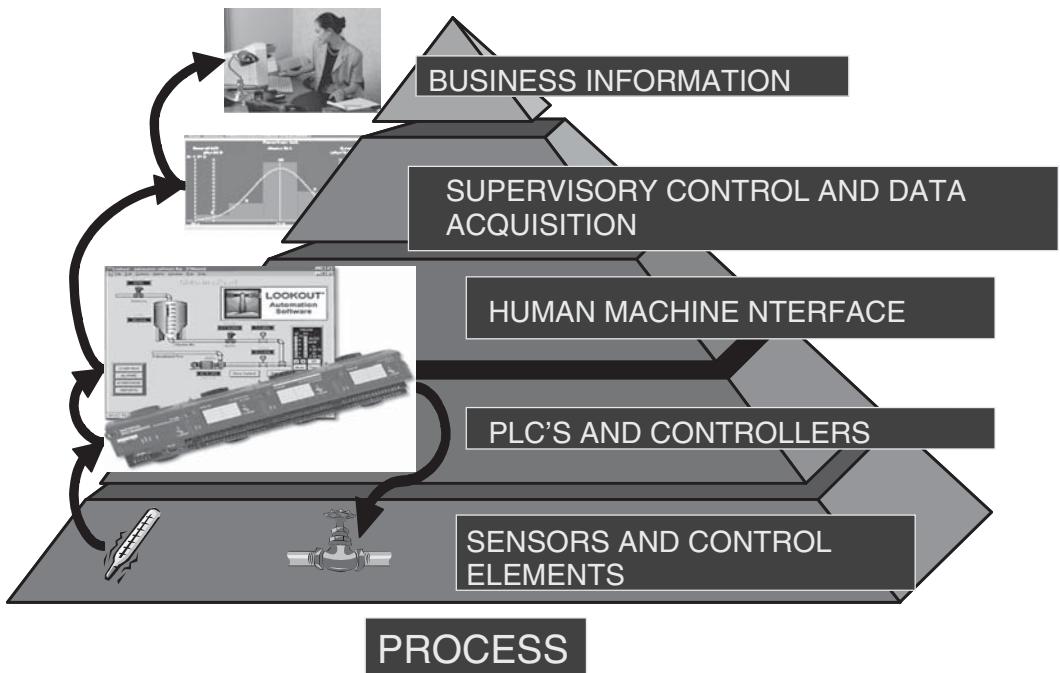 BUSINESS INFORMATION
SUPERVISORY CONTROL AND DATA
ACQUISITION
LOOKOUT
Automation
Software
HUMAN MACHINE NTERFACE
PLC'S AND CONTROLLERS
SENSORS AND CONTROL
ELEMENTS
PROCESS